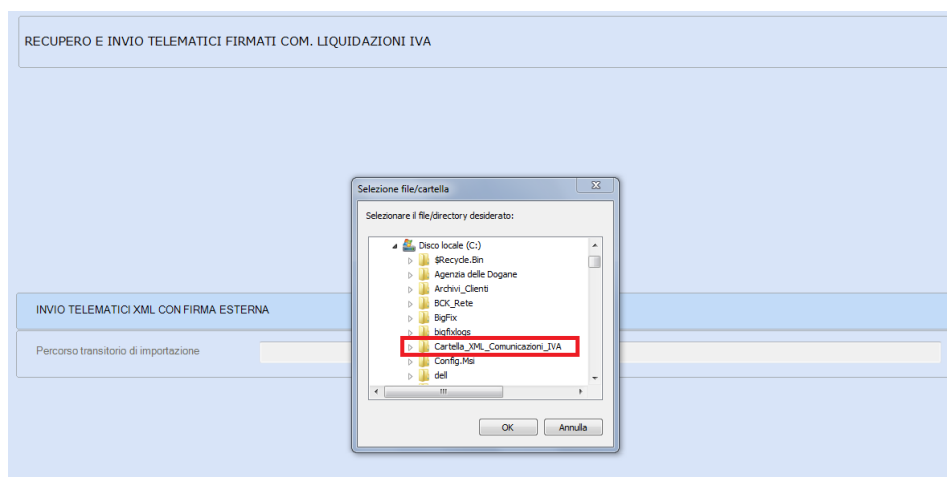 RECUPERO E INVIO TELEMATICI FIRMATI COM. LIQUIDAZIONI IVA
Selezione file/cartella
Selezionare il file/directory desiderato:
Disco locale (C:)
$Recycle.Bin
Agenzia delle Dogane
Archivi_Clienti
BCK_Rete
BigFix
bigfixlogs
Cartella_XML_Comunicazioni_IVA
Config.Msi
dell
OK Annulla
INVIO TELEMATICI XML CON FIRMA ESTERNA
Percorso transitorio di importazione